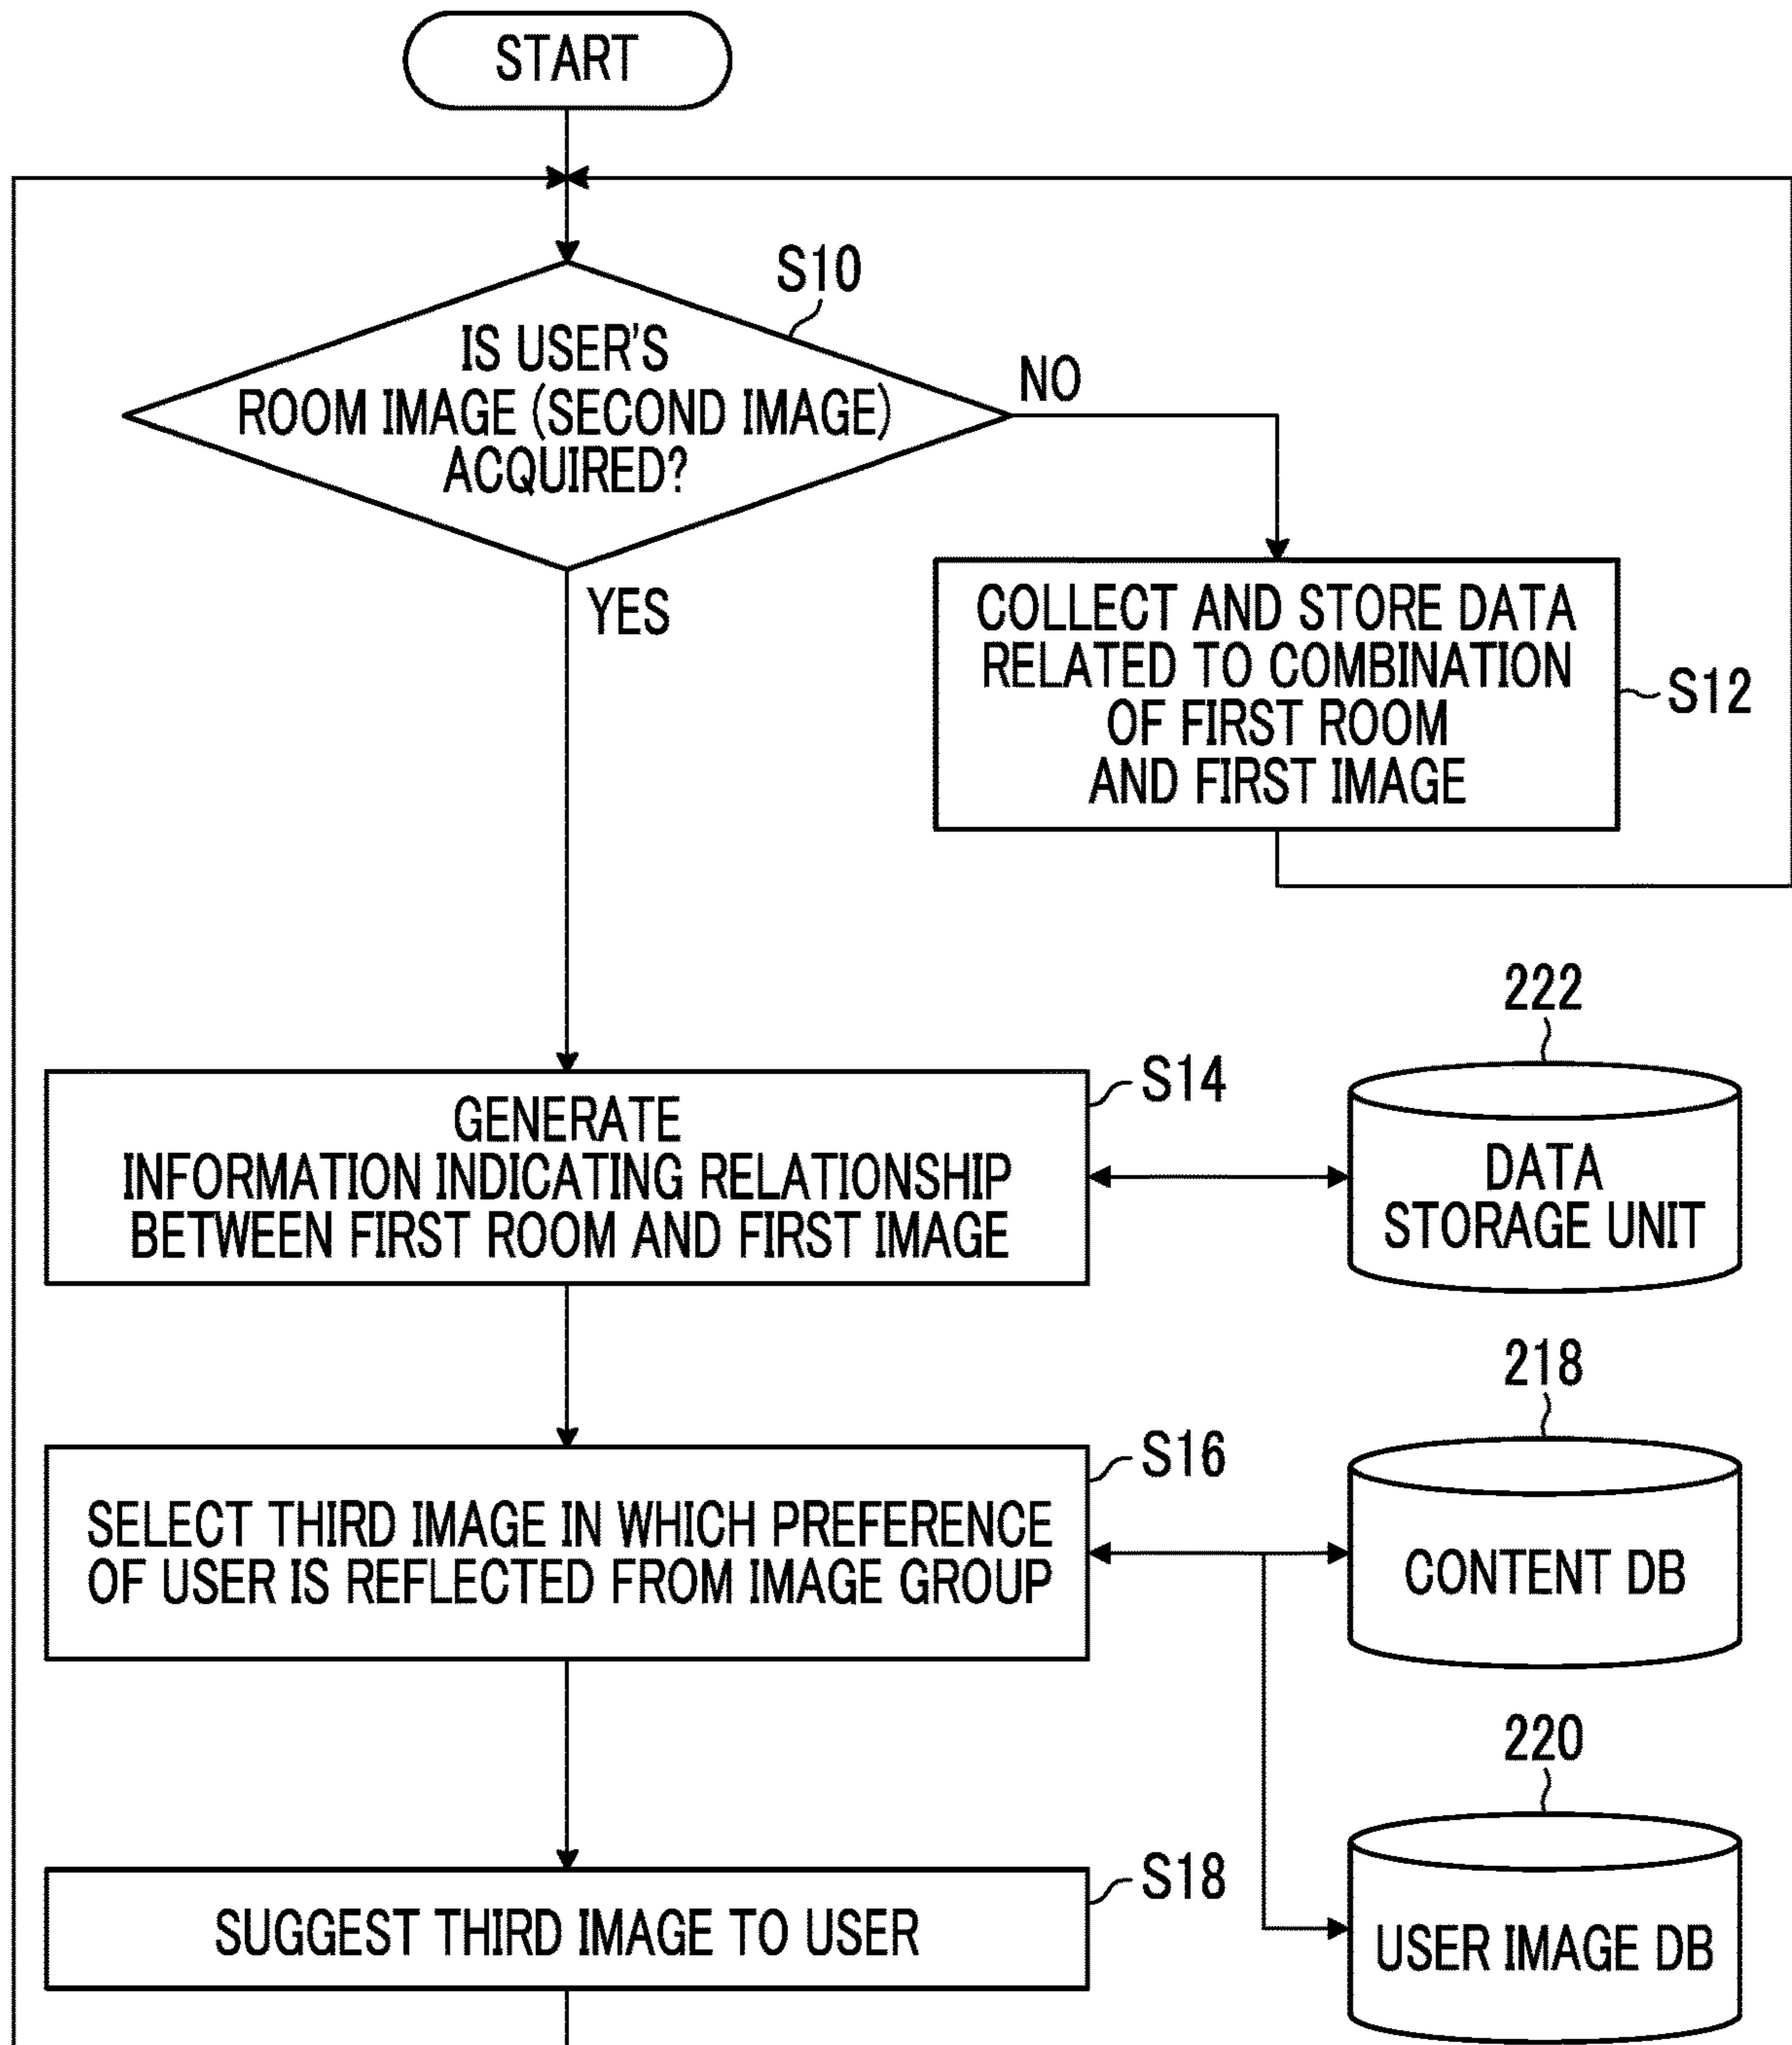 START
S10
IS USER'S
ROOM IMAGE (SECOND IMAGE)
ACQUIRED?
NO
YES
COLLECT AND STORE DATA
RELATED TO COMBINATION
OF FIRST ROOM
AND FIRST IMAGE
S12
222
S14
GENERATE
INFORMATION INDICATING RELATIONSHIP
BETWEEN FIRST ROOM AND FIRST IMAGE
DATA
STORAGE UNIT
218
S16
SELECT THIRD IMAGE IN WHICH PREFERENCE
OF USER IS REFLECTED FROM IMAGE GROUP
CONTENT DB
220
S18
SUGGEST THIRD IMAGE TO USER
USER IMAGE DB